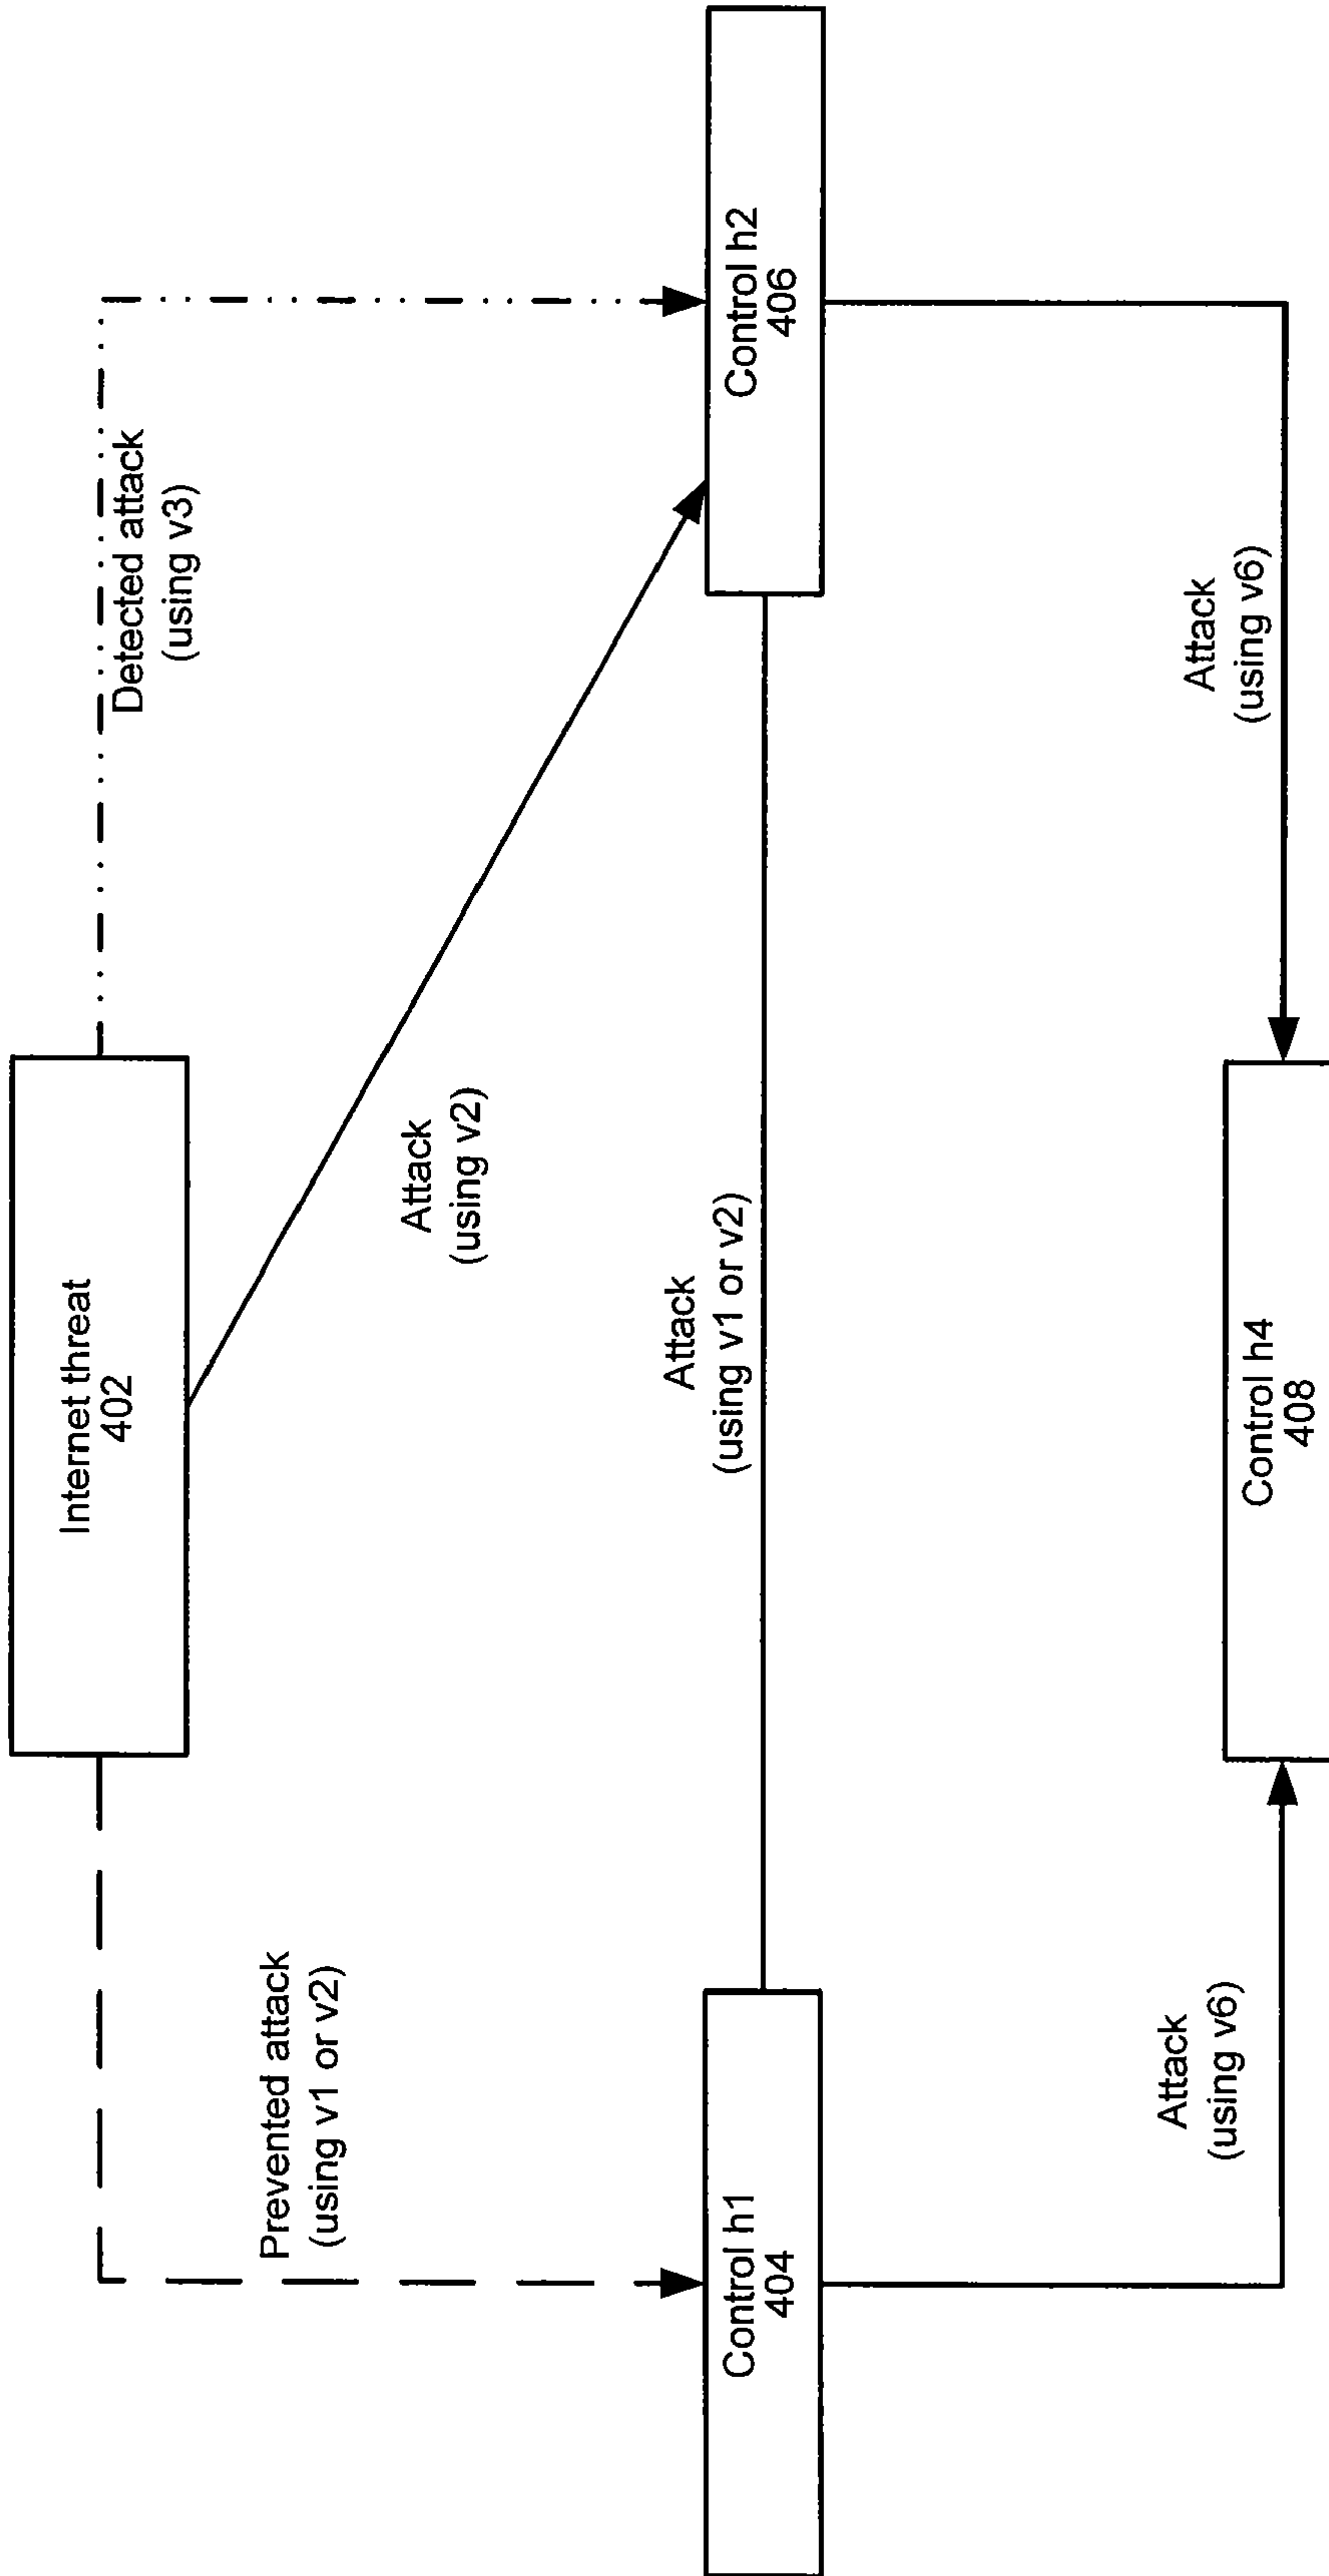 Internet threat
402
Prevented attack
(using v1 or v2)
Detected attack
(using v3)
Attack
(using v2)
Control h1
404
Attack
(using v1 or v2)
Control h2
406
Attack
(using v6)
Attack
(using v6)
Control h4
408